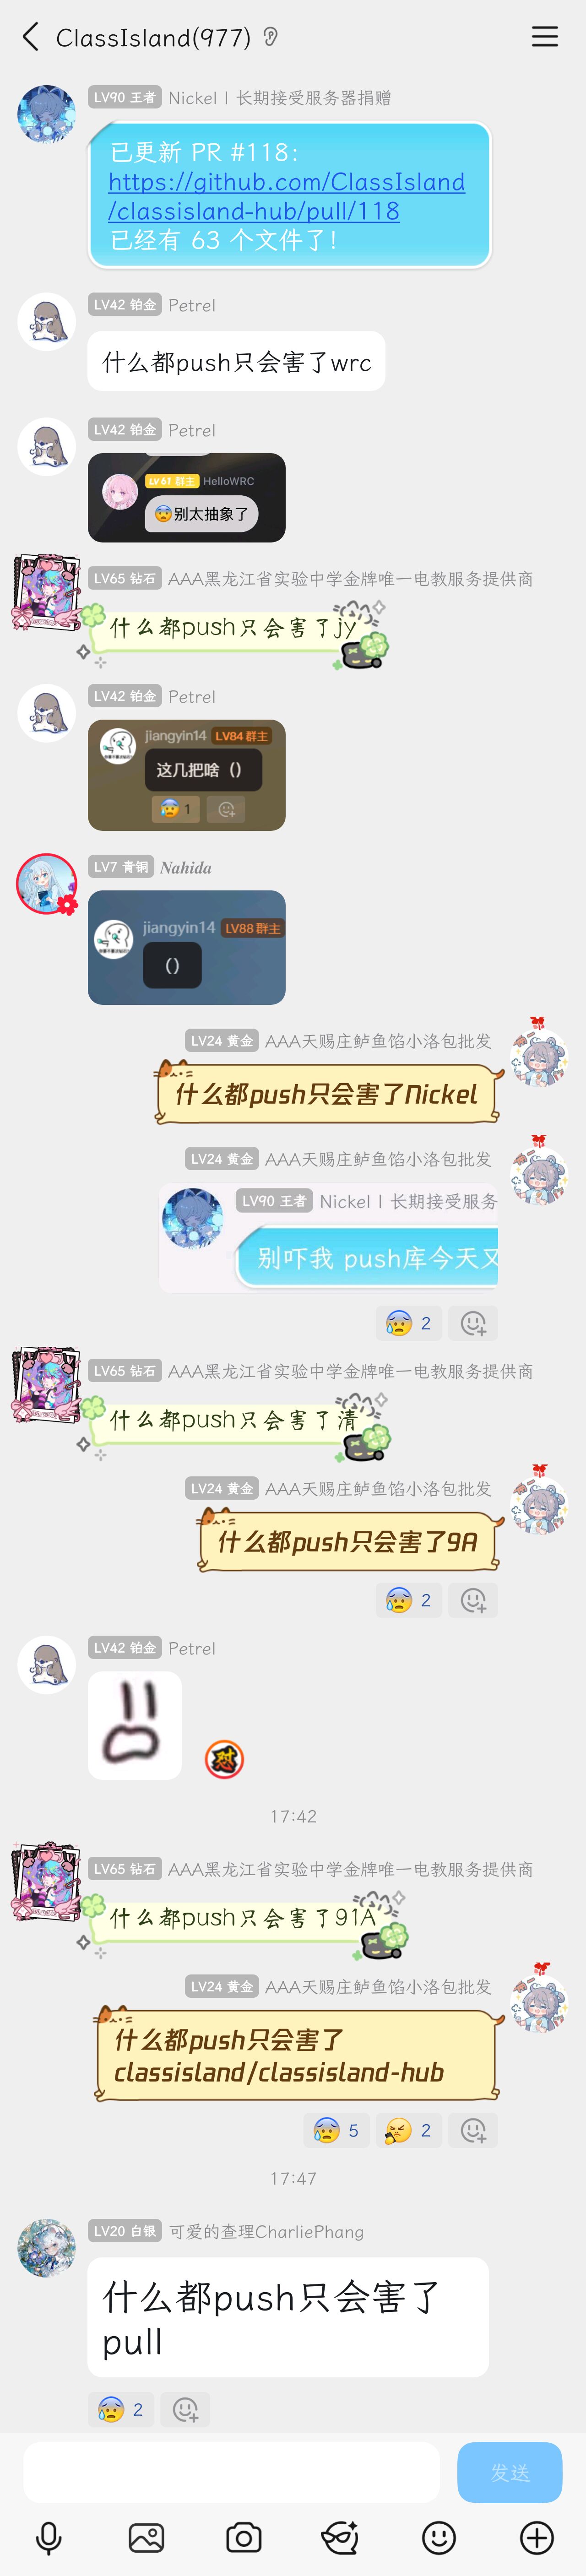 ClassIsland(977)
LV90 王者 Nickel | 长期接受服务器捐赠
已更新 PR #118：
https://github.com/ClassIsland
/classisland-hub/pull/118
已经有 63 个文件了！
LV42 铂金 Petrel
什么都push只会害了wrc
LV42 铂金 Petrel
LV61 群主 HelloWRC
😨别太抽象了
LV65 钻石 AAA黑龙江省实验中学金牌唯一电教服务提供商
什么都push只会害了jy
LV42 铂金 Petrel
jiangyin14 LV84 群主
这几把啥（）
😰 1
LV7 青铜 Nahida
jiangyin14 LV88 群主
（）
LV24 黄金 AAA天赐庄鲈鱼馅小洛包批发
什么都push只会害了Nickel
LV24 黄金 AAA天赐庄鲈鱼馅小洛包批发
LV90 王者 Nickel | 长期接受服务
别吓我 push库今天又
😰 2
LV65 钻石 AAA黑龙江省实验中学金牌唯一电教服务提供商
什么都push只会害了清
LV24 黄金 AAA天赐庄鲈鱼馅小洛包批发
什么都push只会害了9A
😰 2
LV42 铂金 Petrel
怼
17:42
LV65 钻石 AAA黑龙江省实验中学金牌唯一电教服务提供商
什么都push只会害了91A
LV24 黄金 AAA天赐庄鲈鱼馅小洛包批发
什么都push只会害了
classisland/classisland-hub
😰 5 2
17:47
LV20 白银 可爱的查理CharliePhang
什么都push只会害了
pull
😰 2
发送